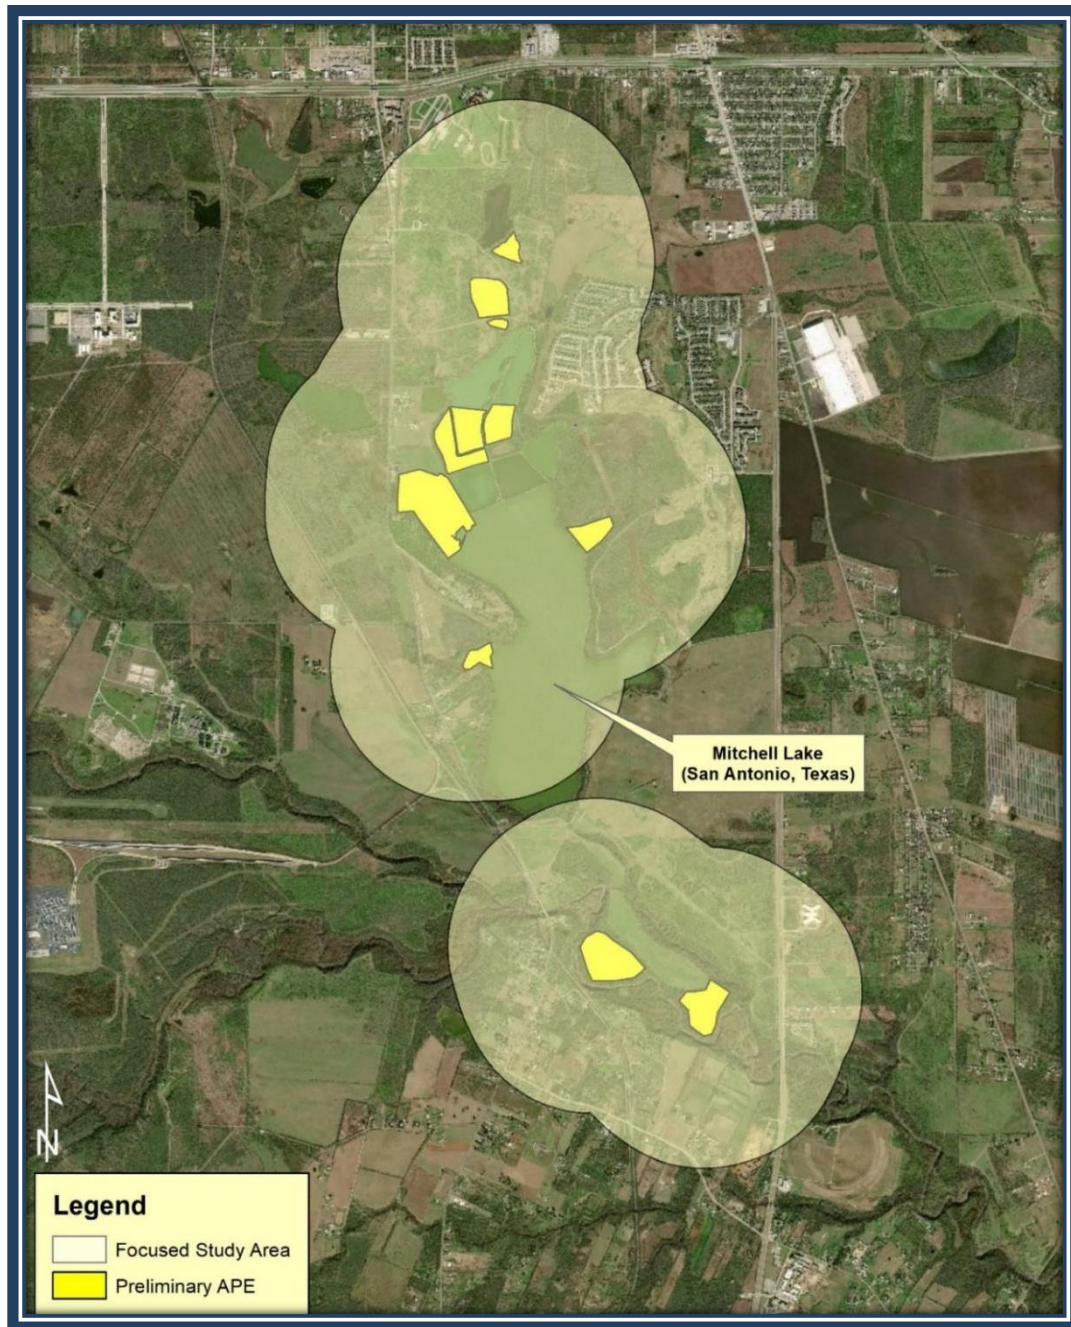 Mitchell Lake
(San Antonio, Texas)
N
Legend
Focused Study Area
Preliminary APE